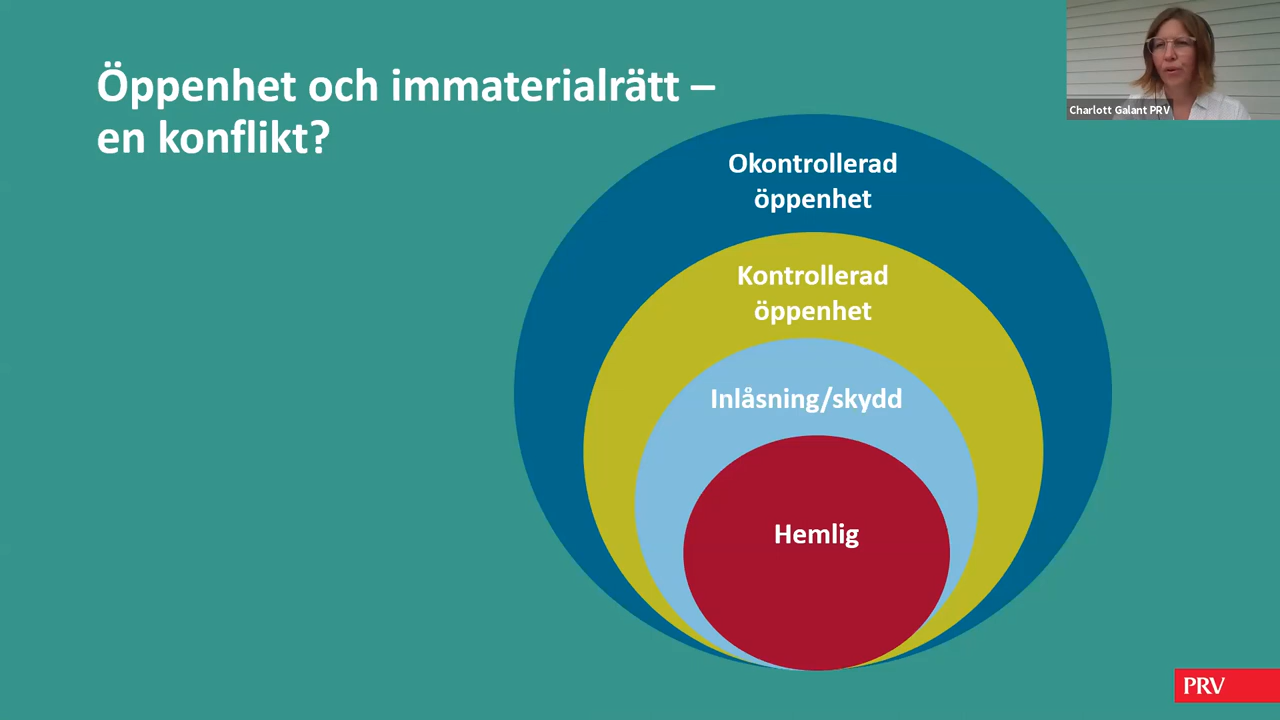 Öppenhet och immaterialrätt –
en konflikt?
Charlott Galant PRV
Okontrollerad
öppenhet
Kontrollerad
öppenhet
Inlåsning/skydd
Hemlig
PRV